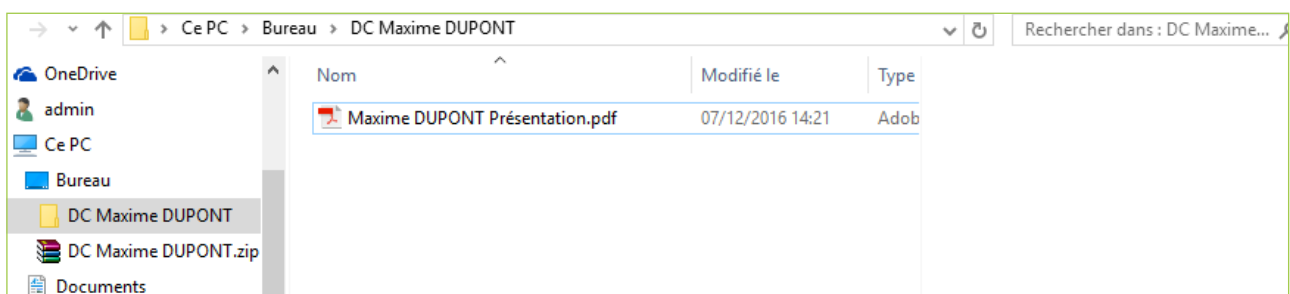 Ce PC > Bureau > DC Maxime DUPONT
Rechercher dans : DC Maxime...
OneDrive
admin
Ce PC
Bureau
DC Maxime DUPONT
DC Maxime DUPONT.zip
Documents
Nom Modifié le Type
Maxime DUPONT Présentation.pdf 07/12/2016 14:21 Adob